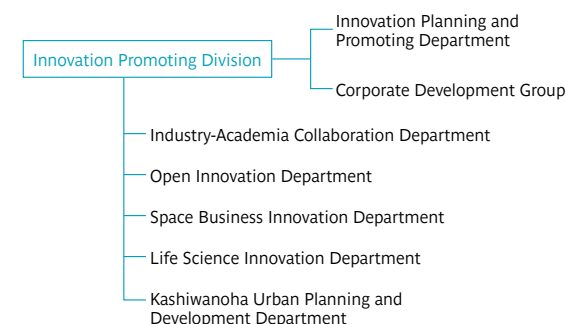 Innovation Planning and
Promoting Department
Innovation Promoting Division
Corporate Development Group
Industry-Academia Collaboration Department
Open Innovation Department
Space Business Innovation Department
Life Science Innovation Department
Kashiwanoha Urban Planning and
Development Department